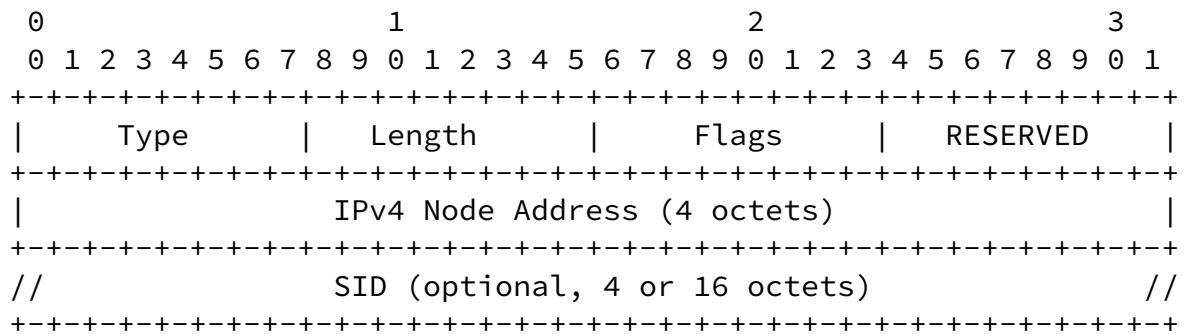 0                   1                   2                   3
 0 1 2 3 4 5 6 7 8 9 0 1 2 3 4 5 6 7 8 9 0 1 2 3 4 5 6 7 8 9 0 1
+-+-+-+-+-+-+-+-+-+-+-+-+-+-+-+-+-+-+-+-+-+-+-+-+-+-+-+-+-+-+-+-+
|     Type      |   Length      |     Flags     |   RESERVED    |
+-+-+-+-+-+-+-+-+-+-+-+-+-+-+-+-+-+-+-+-+-+-+-+-+-+-+-+-+-+-+-+-+
|                 IPv4 Node Address (4 octets)                  |
+-+-+-+-+-+-+-+-+-+-+-+-+-+-+-+-+-+-+-+-+-+-+-+-+-+-+-+-+-+-+-+-+
//                SID (optional, 4 or 16 octets)               //
+-+-+-+-+-+-+-+-+-+-+-+-+-+-+-+-+-+-+-+-+-+-+-+-+-+-+-+-+-+-+-+-+